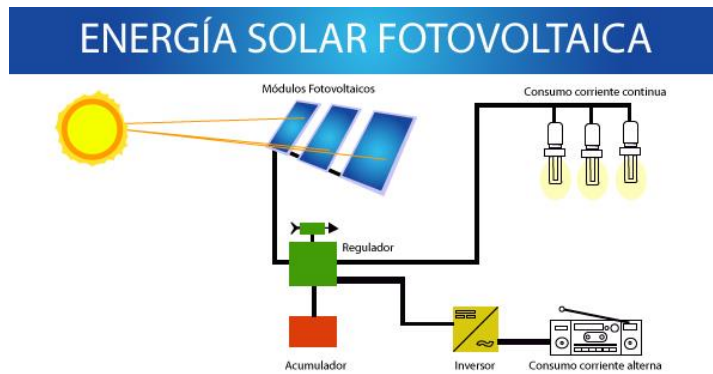 ENERGÍA SOLAR FOTOVOLTAICA
Módulos Fotovoltaicos
Consumo corriente continua
Regulador
Acumulador
Inversor
Consumo corriente alterna